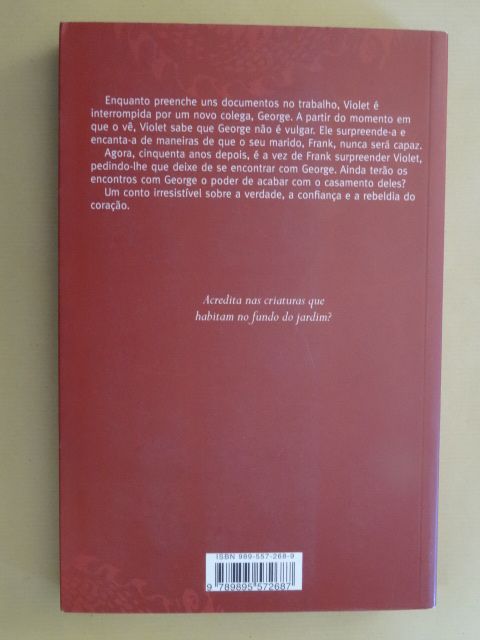 Enquanto preenche uns documentos no trabalho, Violet é
interrompida por um novo colega, George. A partir do momento em
que o vê, Violet sabe que George não é vulgar. Ele surpreende-a e
encanta-a de maneiras de que o seu marido, Frank, nunca será capaz.
Agora, cinquenta anos depois, é a vez de Frank surpreender Violet,
pedindo-lhe que deixe de se encontrar com George. Ainda terão os
encontros com George o poder de acabar com o casamento deles?
Um conto irresistível sobre a verdade, a confiança e a rebeldia do
coração.
Acredita nas criaturas que
habitam no fundo do jardim?
ISBN 989-557-268-9
9 789895 572687